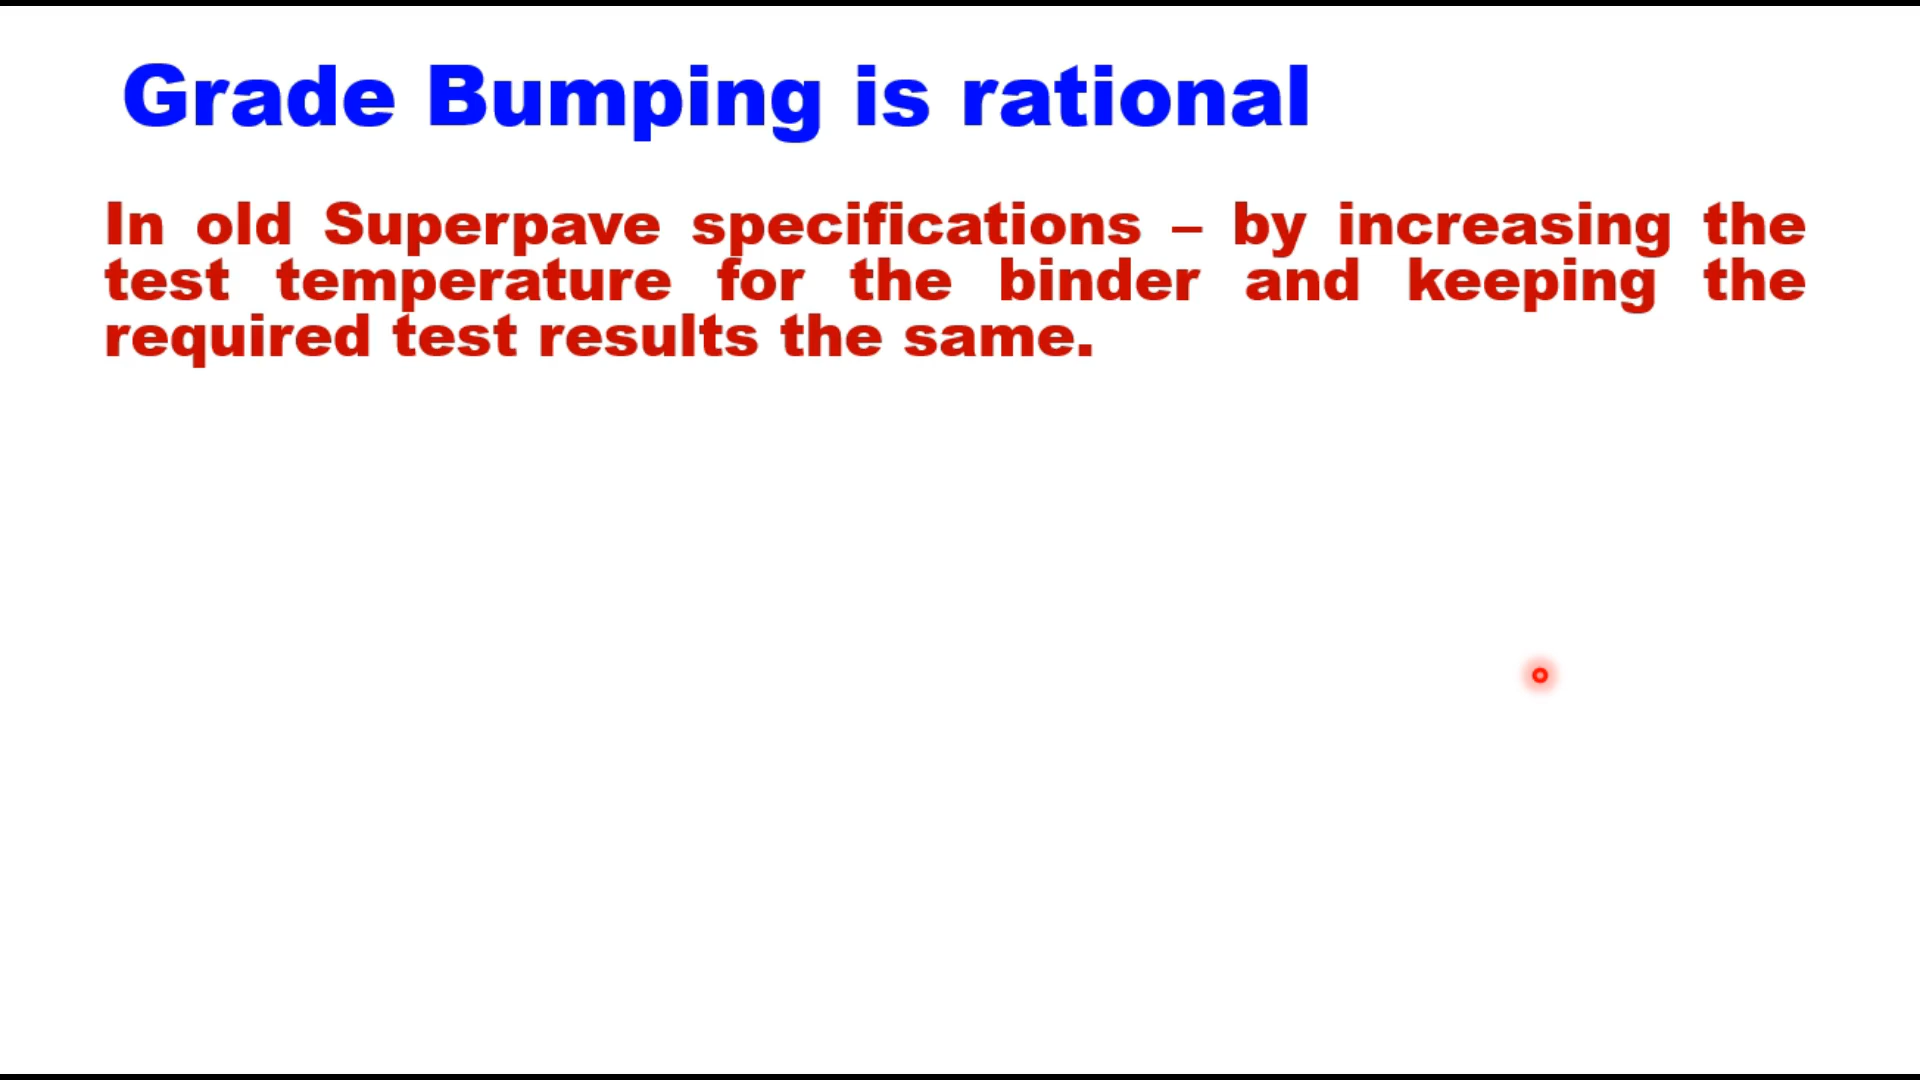 Grade Bumping is rational
In old Superpave specifications – by increasing the
test temperature for the binder and keeping the
required test results the same.